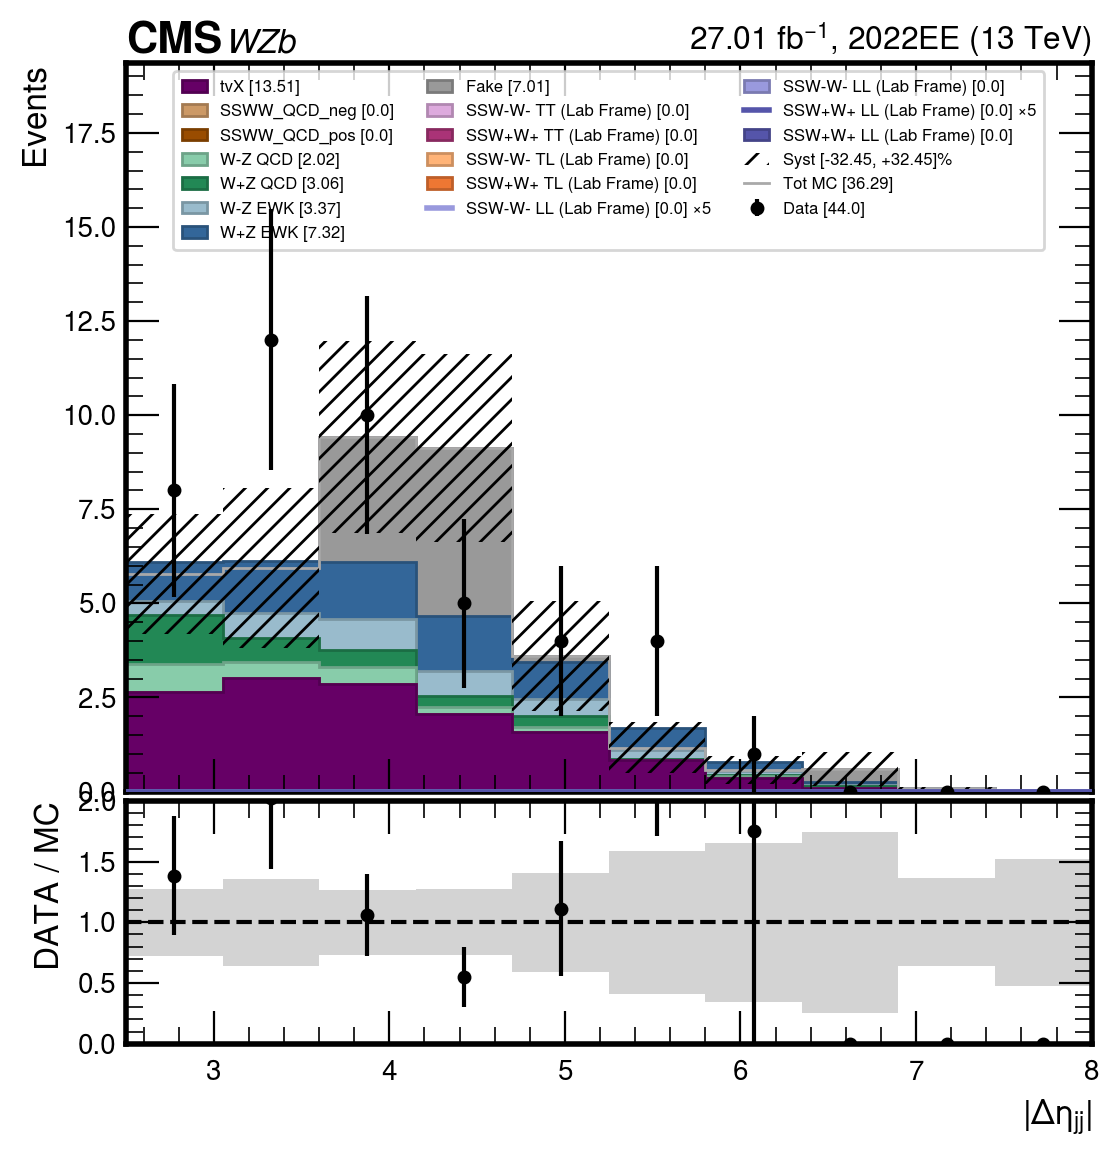 CMS WZb 27.01 fb⁻¹, 2022EE (13 TeV)
Events
tvX [13.51]
SSWW_QCD_neg [0.0]
SSWW_QCD_pos [0.0]
W-Z QCD [2.02]
W+Z QCD [3.06]
W-Z EWK [3.37]
W+Z EWK [7.32]
Fake [7.01]
SSW-W- TT (Lab Frame) [0.0]
SSW+W+ TT (Lab Frame) [0.0]
SSW-W- TL (Lab Frame) [0.0]
SSW+W+ TL (Lab Frame) [0.0]
SSW-W- LL (Lab Frame) [0.0] ×5
SSW-W- LL (Lab Frame) [0.0]
SSW+W+ LL (Lab Frame) [0.0] ×5
SSW+W+ LL (Lab Frame) [0.0]
Syst [-32.45, +32.45]%
Tot MC [36.29]
Data [44.0]
17.5
15.0
12.5
10.0
7.5
5.0
2.5
0.0
DATA / MC
2.0
1.5
1.0
0.5
0.0
3 4 5 6 7 8
|Δηjj|